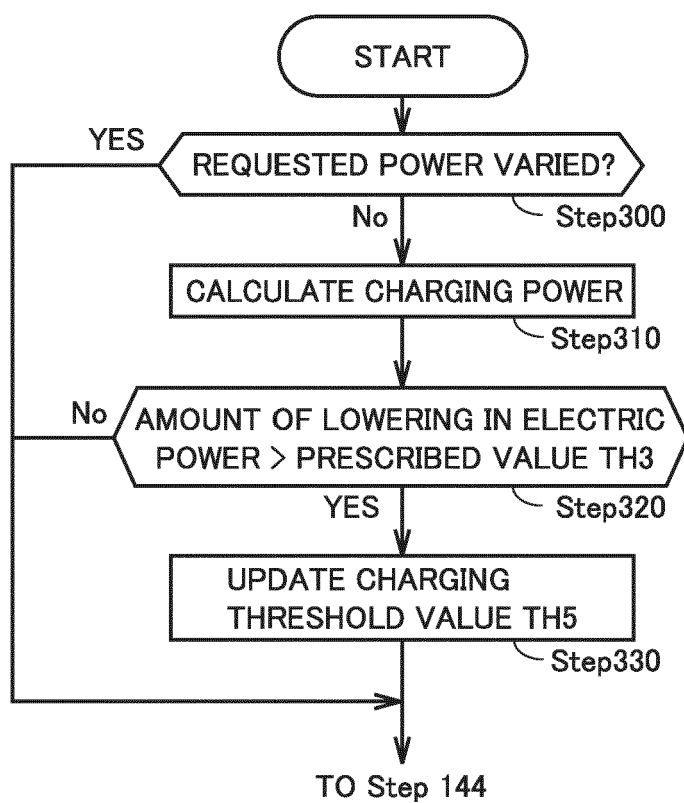 START
YES
REQUESTED POWER VARIED?
No
Step300
CALCULATE CHARGING POWER
Step310
No
AMOUNT OF LOWERING IN ELECTRIC
POWER > PRESCRIBED VALUE TH3
YES
Step320
UPDATE CHARGING
THRESHOLD VALUE TH5
Step330
TO Step 144